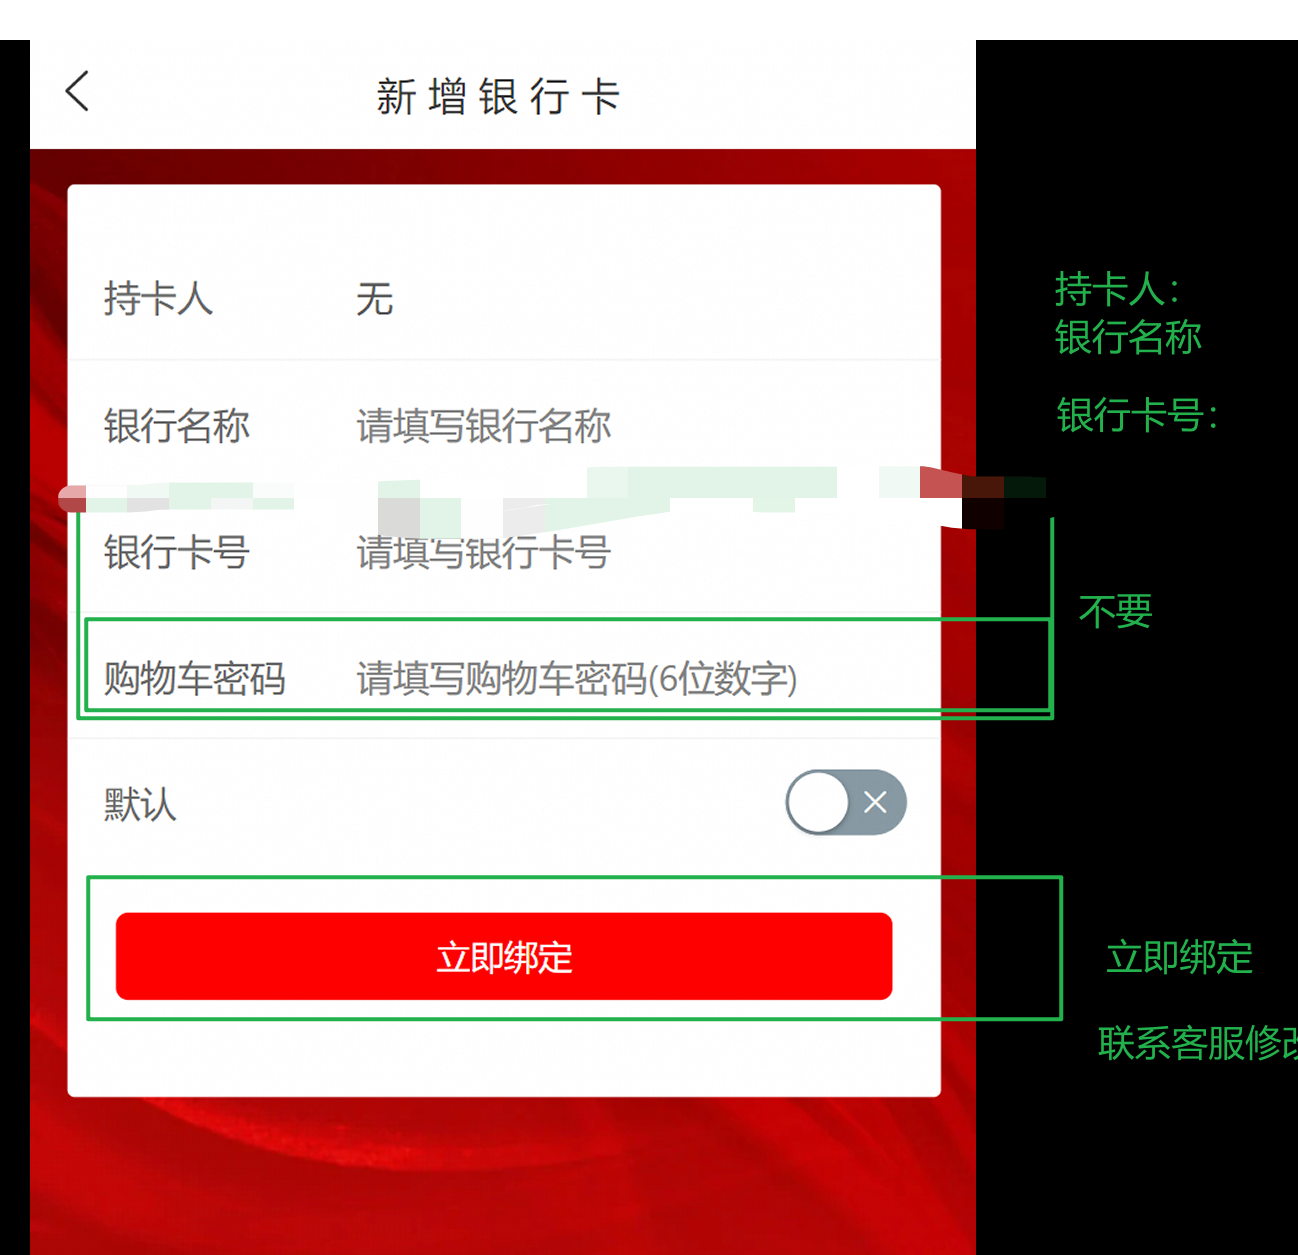 新增银行卡
持卡人 无
持卡人：
银行名称
银行名称 请填写银行名称
银行卡号：
银行卡号 请填写银行卡号
不要
购物车密码 请填写购物车密码(6位数字)
默认
立即绑定
立即绑定
联系客服修改